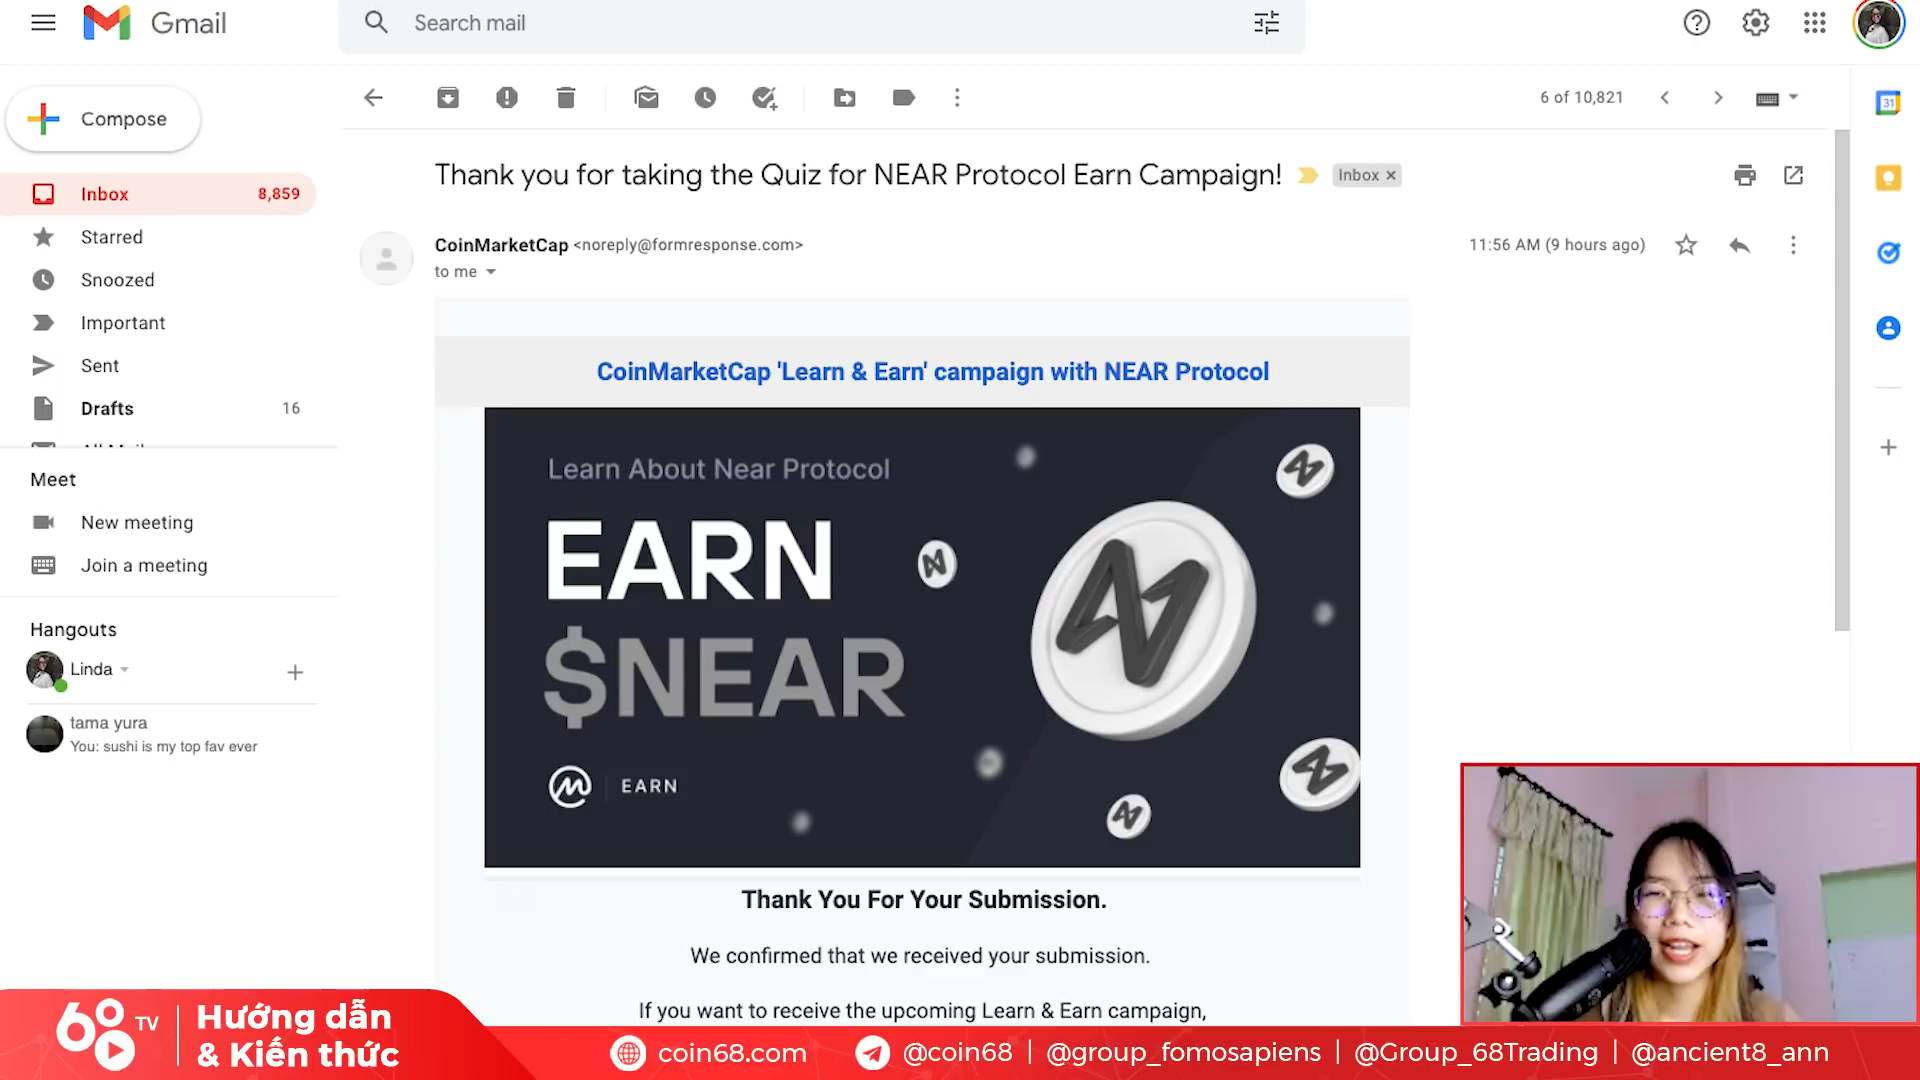 Gmail
Search mail
Compose
6 of 10,821
Inbox 8,859
Starred
Snoozed
Important
Sent
Drafts 16
Meet
New meeting
Join a meeting
Hangouts
Linda
tama yura
You: sushi is my top fav ever
Thank you for taking the Quiz for NEAR Protocol Earn Campaign!
Inbox ×
CoinMarketCap <noreply@formresponse.com>
11:56 AM (9 hours ago)
to me
31
CoinMarketCap 'Learn & Earn' campaign with NEAR Protocol
Learn About Near Protocol
EARN
$NEAR
EARN
Thank You For Your Submission.
We confirmed that we received your submission.
If you want to receive the upcoming Learn & Earn campaign,
68 TV
Hướng dẫn
& Kiến thức
coin68.com
@coin68 | @group_fomosapiens | @Group_68Trading | @ancient8_ann